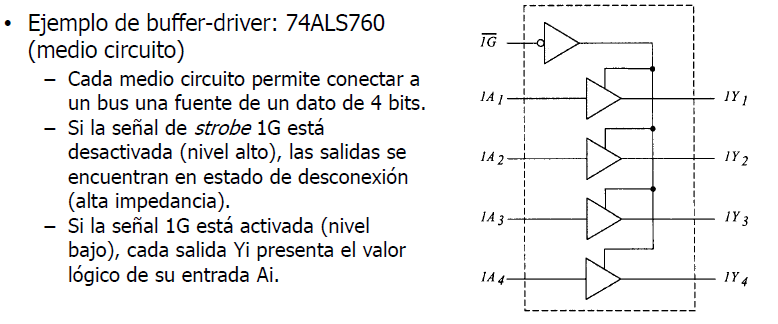 • Ejemplo de buffer-driver: 74ALS760
(medio circuito)
– Cada medio circuito permite conectar a
un bus una fuente de un dato de 4 bits.
– Si la señal de strobe 1G está
desactivada (nivel alto), las salidas se
encuentran en estado de desconexión
(alta impedancia).
– Si la señal 1G está activada (nivel
bajo), cada salida Yi presenta el valor
lógico de su entrada Ai.
1G̅
1A1 1Y1
1A2 1Y2
1A3 1Y3
1A4 1Y4